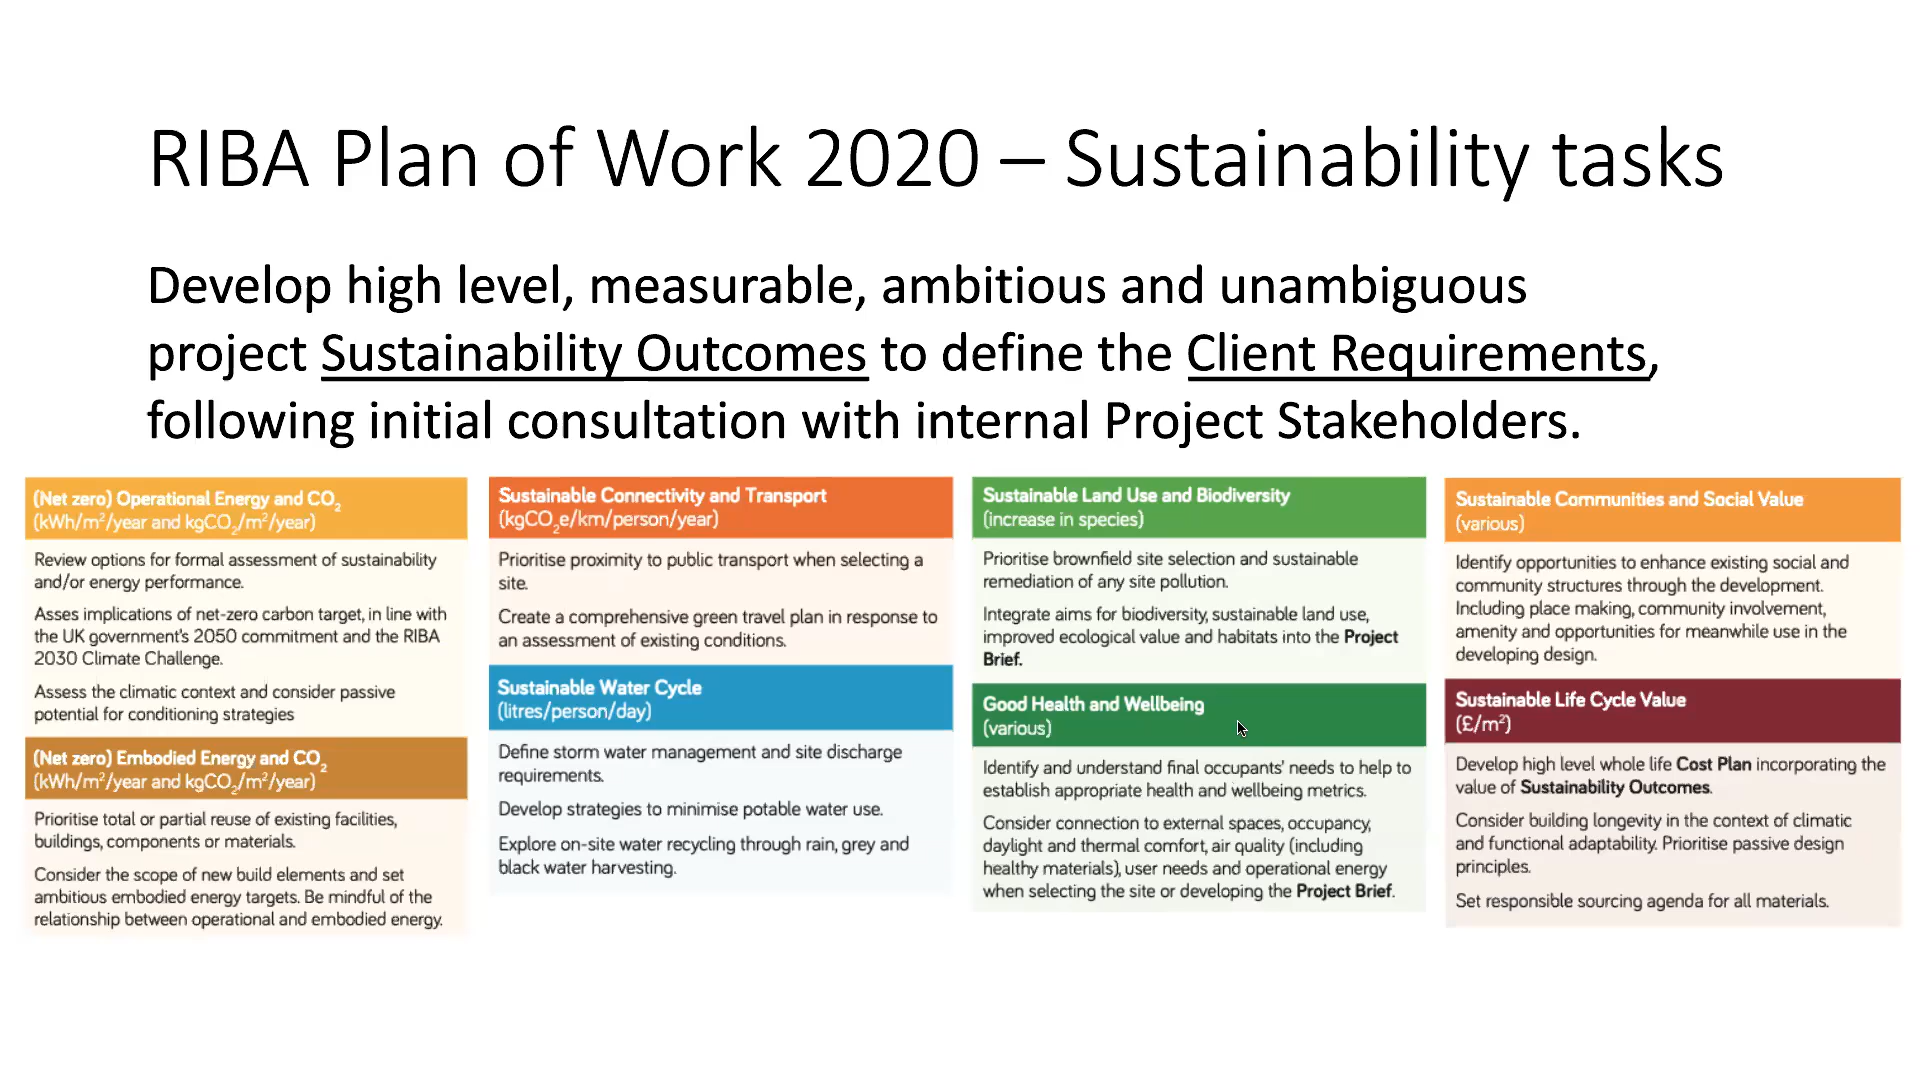 RIBA Plan of Work 2020 – Sustainability tasks
Develop high level, measurable, ambitious and unambiguous
project Sustainability Outcomes to define the Client Requirements,
following initial consultation with internal Project Stakeholders.
(Net zero) Operational Energy and CO₂
(kWh/m²/year and kgCO₂/m²/year)
Review options for formal assessment of sustainability
and/or energy performance.
Asses implications of net-zero carbon target, in line with
the UK government's 2050 commitment and the RIBA
2030 Climate Challenge.
Assess the climatic context and consider passive
potential for conditioning strategies
(Net zero) Embodied Energy and CO₂
(kWh/m²/year and kgCO₂/m²/year)
Prioritise total or partial reuse of existing facilities,
buildings, components or materials.
Consider the scope of new build elements and set
ambitious embodied energy targets. Be mindful of the
relationship between operational and embodied energy.
Sustainable Connectivity and Transport
(kgCO₂e/km/person/year)
Prioritise proximity to public transport when selecting a
site.
Create a comprehensive green travel plan in response to
an assessment of existing conditions.
Sustainable Water Cycle
(litres/person/day)
Define storm water management and site discharge
requirements.
Develop strategies to minimise potable water use.
Explore on-site water recycling through rain, grey and
black water harvesting.
Sustainable Land Use and Biodiversity
(increase in species)
Prioritise brownfield site selection and sustainable
remediation of any site pollution.
Integrate aims for biodiversity, sustainable land use,
improved ecological value and habitats into the Project
Brief.
Good Health and Wellbeing
(various)
Identify and understand final occupants' needs to help to
establish appropriate health and wellbeing metrics.
Consider connection to external spaces, occupancy,
daylight and thermal comfort, air quality (including
healthy materials), user needs and operational energy
when selecting the site or developing the Project Brief.
Sustainable Communities and Social Value
(various)
Identify opportunities to enhance existing social and
community structures through the development.
Including place making, community involvement,
amenity and opportunities for meanwhile use in the
developing design.
Sustainable Life Cycle Value
(£/m²)
Develop high level whole life Cost Plan incorporating the
value of Sustainability Outcomes.
Consider building longevity in the context of climatic
and functional adaptability. Prioritise passive design
principles.
Set responsible sourcing agenda for all materials.